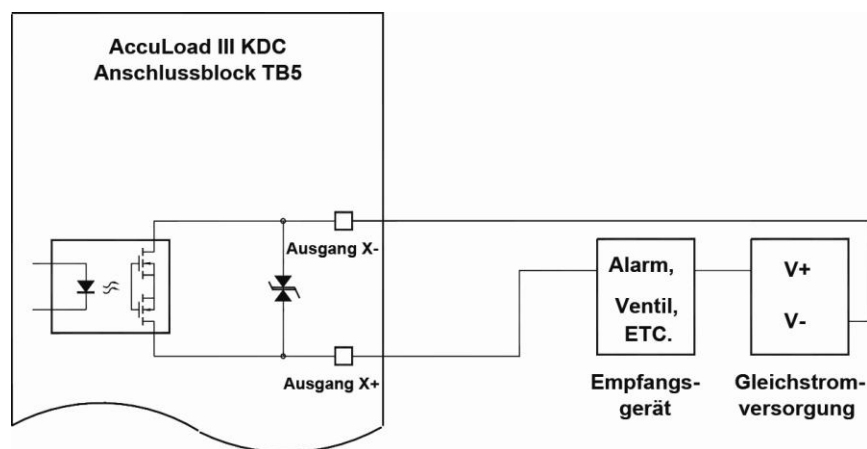 AccuLoad III KDC
Anschlussblock TB5
Ausgang X-
Ausgang X+
Alarm,
Ventil,
ETC.
Empfangs-
gerät
V+
V-
Gleichstrom-
versorgung